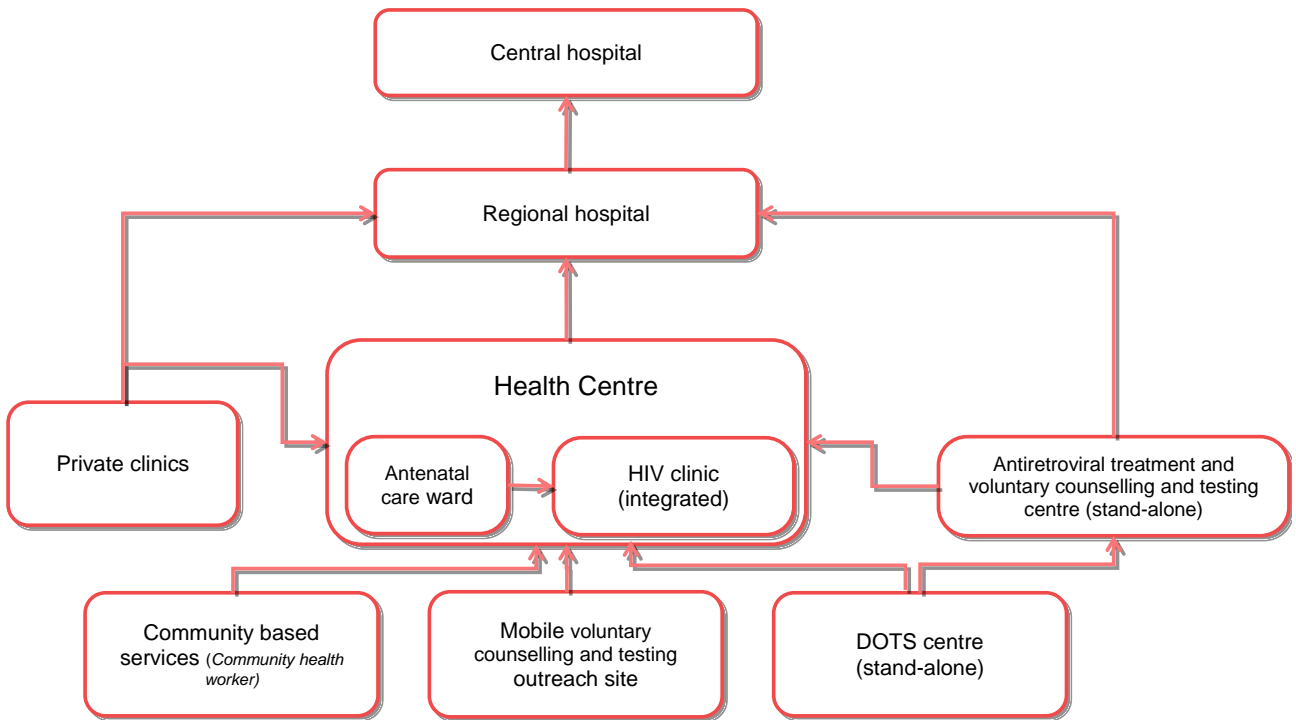 Central hospital
Regional hospital
Health Centre
Private clinics
Antenatal
care ward
HIV clinic
(integrated)
Antiretroviral treatment and
voluntary counselling and testing
centre (stand-alone)
Community based
services (Community health
worker)
Mobile voluntary
counselling and testing
outreach site
DOTS centre
(stand-alone)